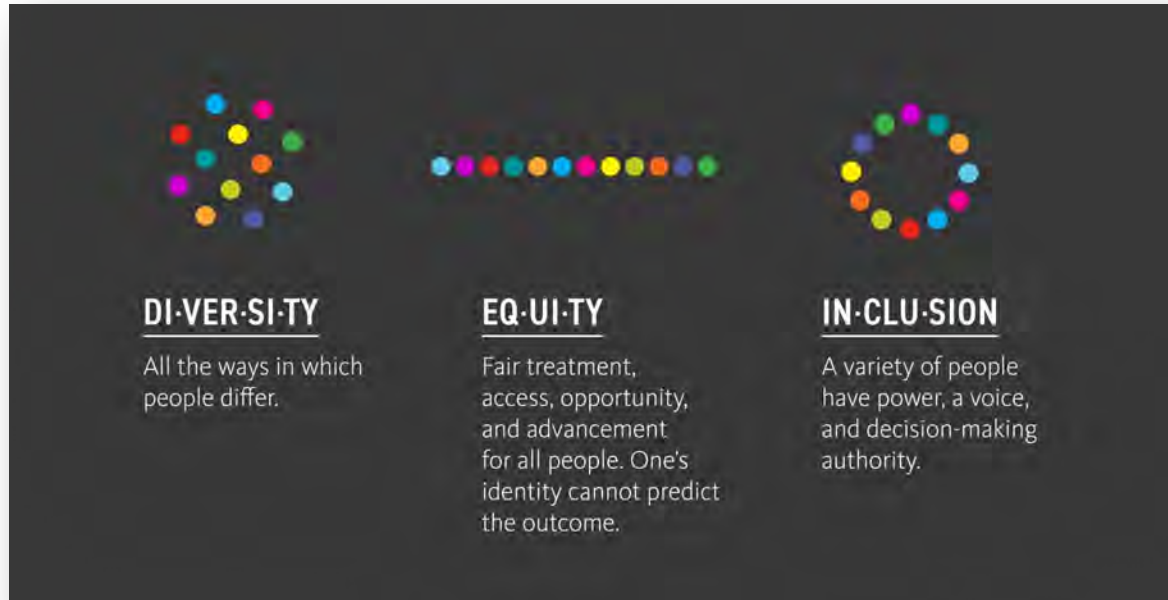 DI·VER·SI·TY
All the ways in which
people differ.
EQ·UI·TY
Fair treatment,
access, opportunity,
and advancement
for all people. One's
identity cannot predict
the outcome.
IN·CLU·SION
A variety of people
have power, a voice,
and decision-making
authority.